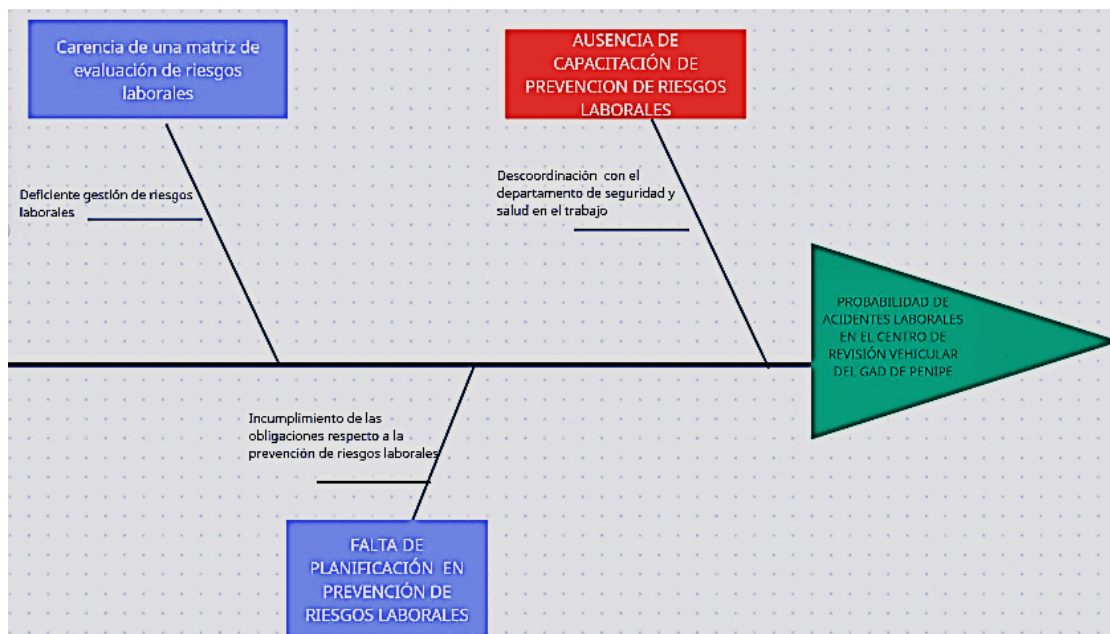 Carencia de una matriz de
evaluación de riesgos
laborales
AUSENCIA DE
CAPACITACIÓN DE
PREVENCION DE RIESGOS
LABORALES
Deficiente gestión de riesgos
laborales
Descoordinación con el
departamento de seguridad y
salud en el trabajo
PROBABILIDAD DE
ACIDENTES LABORALES
EN EL CENTRO DE
REVISIÓN VEHICULAR
DEL GAD DE PENIPE
Incumplimiento de las
obligaciones respecto a la
prevención de riesgos laborales
FALTA DE
PLANIFICACIÓN EN
PREVENCIÓN DE
RIESGOS LABORALES